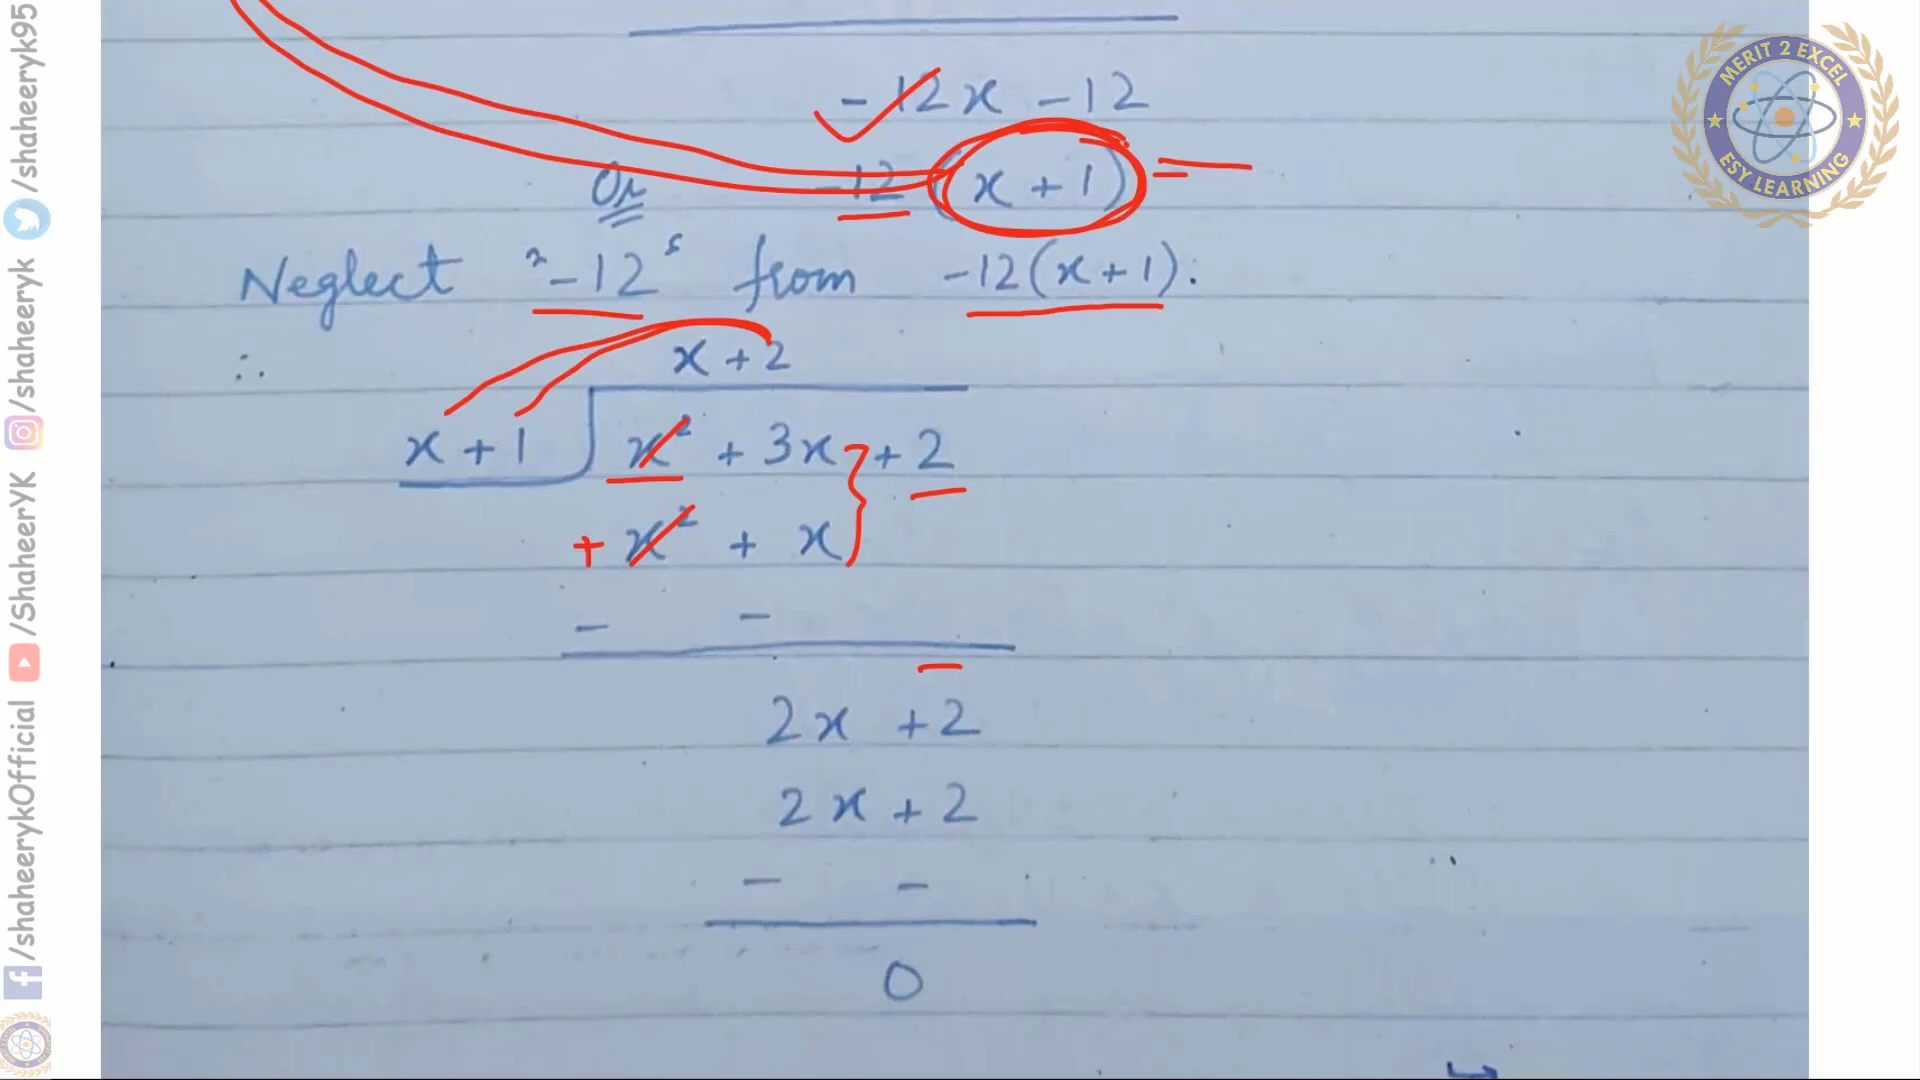 -12x -12
Or -12 (x + 1)
Neglect "-12" from -12(x+1).
∴ x + 2
x + 1 x² + 3x + 2
+ x² + x
- -
2x + 2
2x + 2
- -
0
MERIT 2 EXCEL
ESY LEARNING
/shaheerykOfficial /ShaheerYK /shaheeryk /shaheeryk95